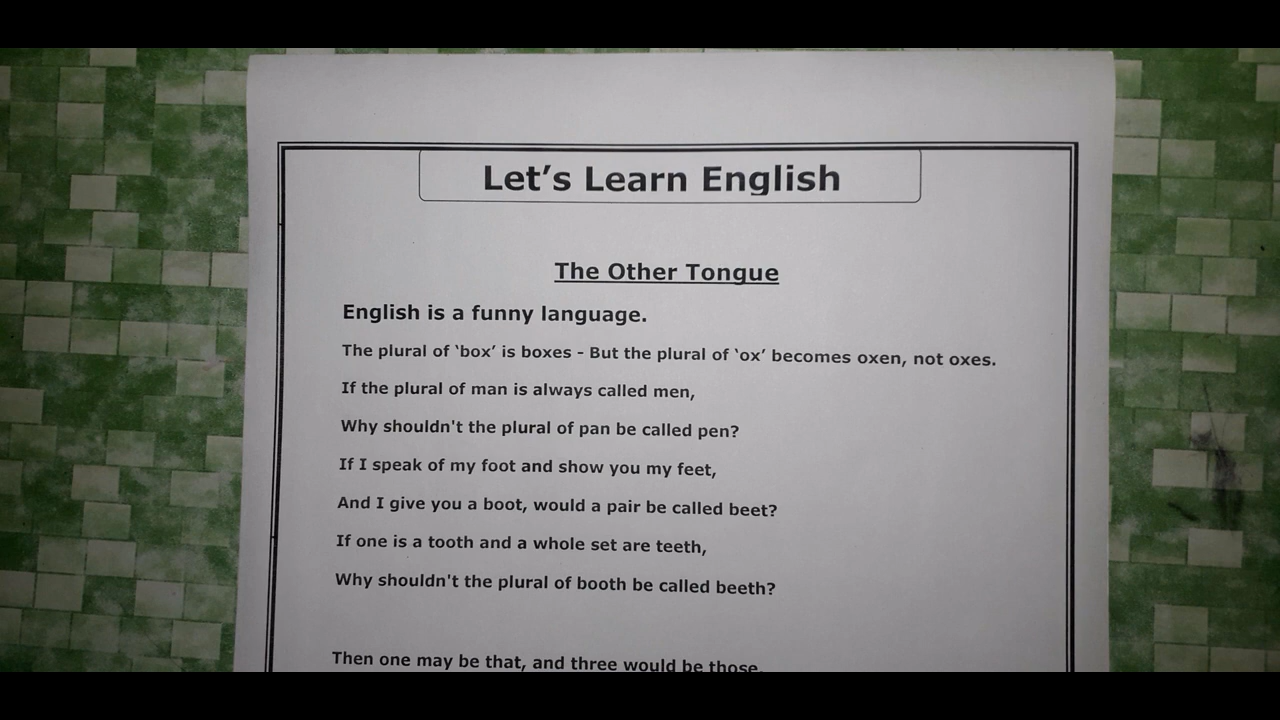 Let’s Learn English
The Other Tongue
English is a funny language.
The plural of ‘box’ is boxes - But the plural of ‘ox’ becomes oxen, not oxes.
If the plural of man is always called men,
Why shouldn't the plural of pan be called pen?
If I speak of my foot and show you my feet,
And I give you a boot, would a pair be called beet?
If one is a tooth and a whole set are teeth,
Why shouldn't the plural of booth be called beeth?
Then one may be that, and three would be those.